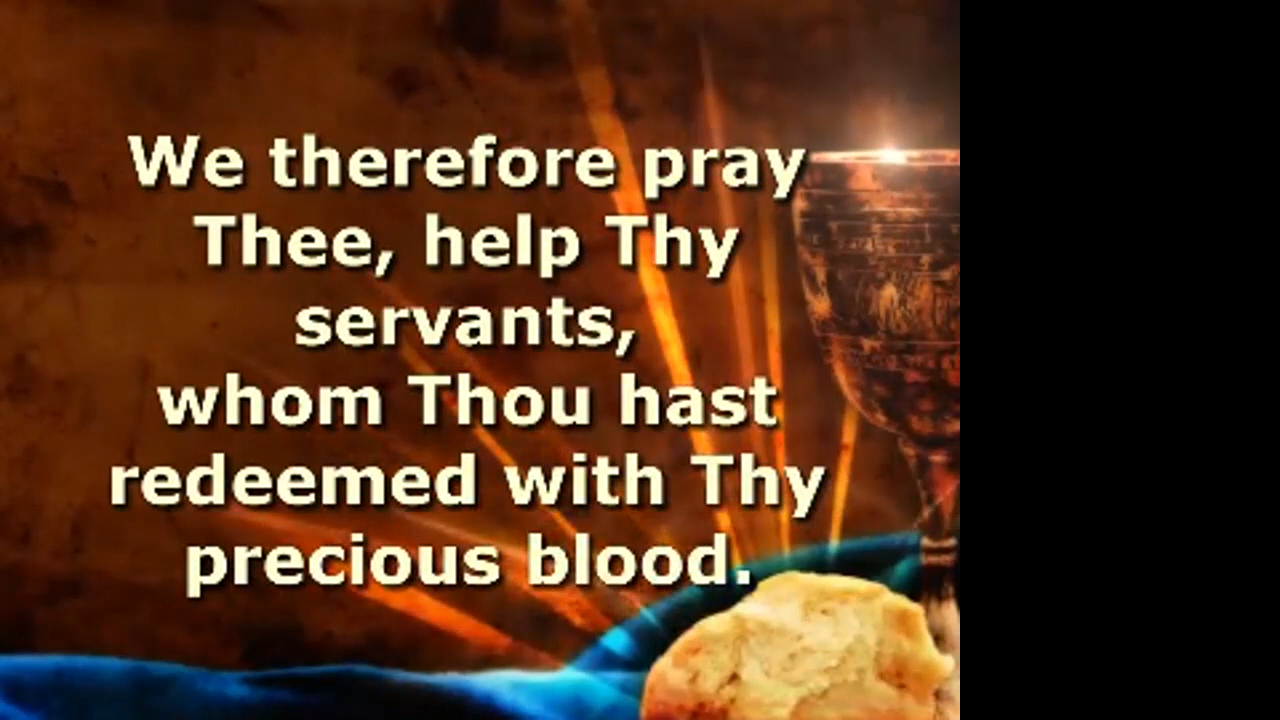 We therefore pray
Thee, help Thy
servants,
whom Thou hast
redeemed with Thy
precious blood.